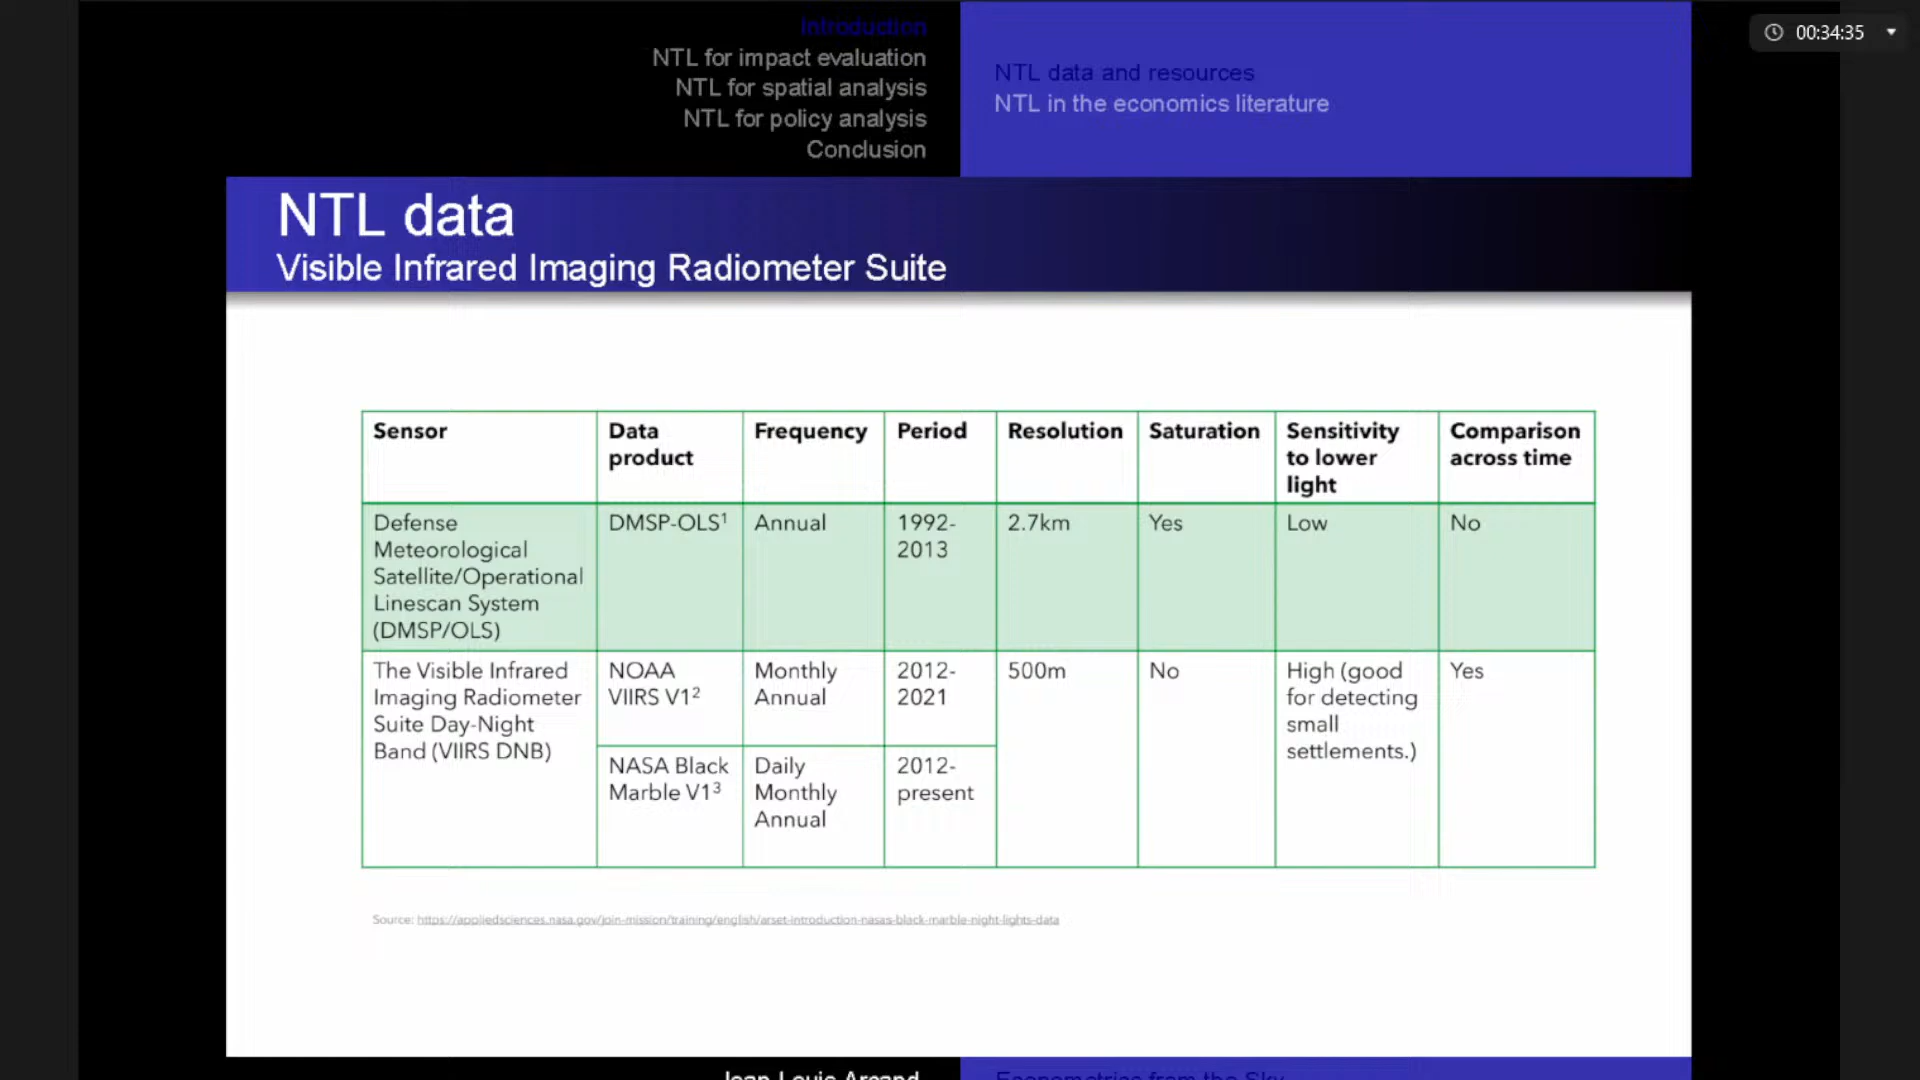 Introduction
NTL for impact evaluation
NTL for spatial analysis
NTL for policy analysis
Conclusion
NTL data and resources
NTL in the economics literature
00:34:35
NTL data
Visible Infrared Imaging Radiometer Suite
Sensor
Data
product
Frequency
Period
Resolution
Saturation
Sensitivity
to lower
light
Comparison
across time
Defense
Meteorological
Satellite/Operational
Linescan System
(DMSP/OLS)
DMSP-OLS¹
Annual
1992-
2013
2.7km
Yes
Low
No
The Visible Infrared
Imaging Radiometer
Suite Day-Night
Band (VIIRS DNB)
NOAA
VIIRS V1²
Monthly
Annual
2012-
2021
500m
No
High (good
for detecting
small
settlements.)
Yes
NASA Black
Marble V1³
Daily
Monthly
Annual
2012-
present
Source: https://appliedsciences.nasa.gov/join-mission/training/english/arset-introduction-nasas-black-marble-night-lights-data
Jean-Louis Arcand
Econometrics from the Sky